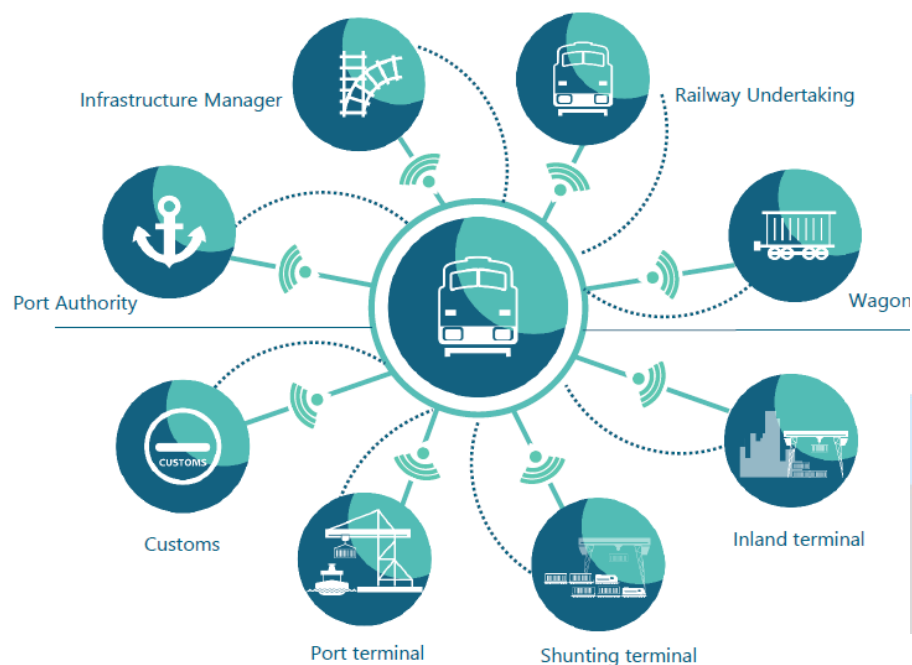 Infrastructure Manager
Railway Undertaking
Port Authority
Wagon
CUSTOMS
Customs
Inland terminal
Port terminal
Shunting terminal